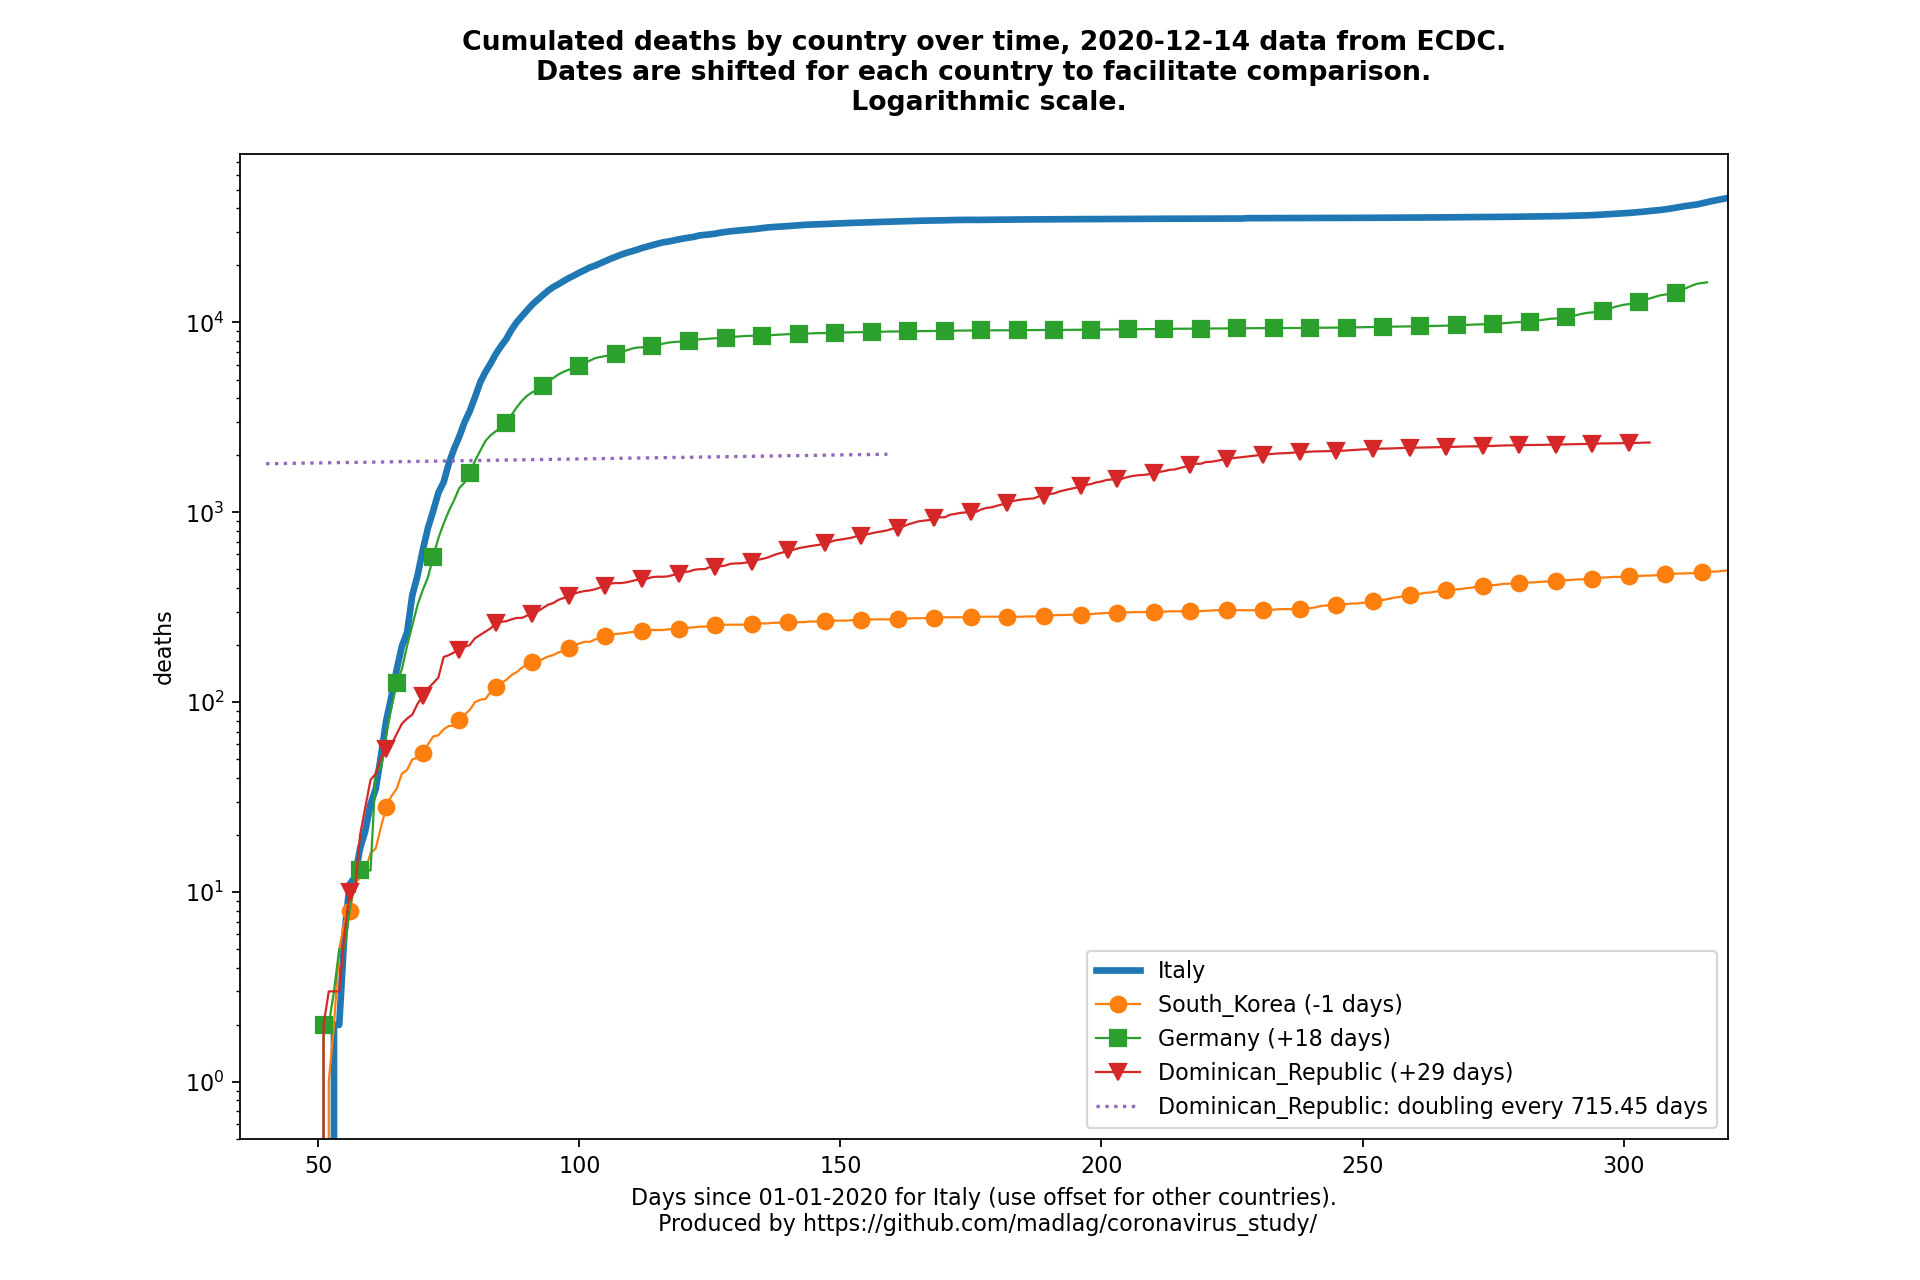 Cumulated deaths by country over time, 2020-12-14 data from ECDC.
Dates are shifted for each country to facilitate comparison.
Logarithmic scale.
deaths
10^4
10^3
10^2
10^1
10^0
50 100 150 200 250 300
Italy
South_Korea (-1 days)
Germany (+18 days)
Dominican_Republic (+29 days)
Dominican_Republic: doubling every 715.45 days
Days since 01-01-2020 for Italy (use offset for other countries).
Produced by https://github.com/madlag/coronavirus_study/